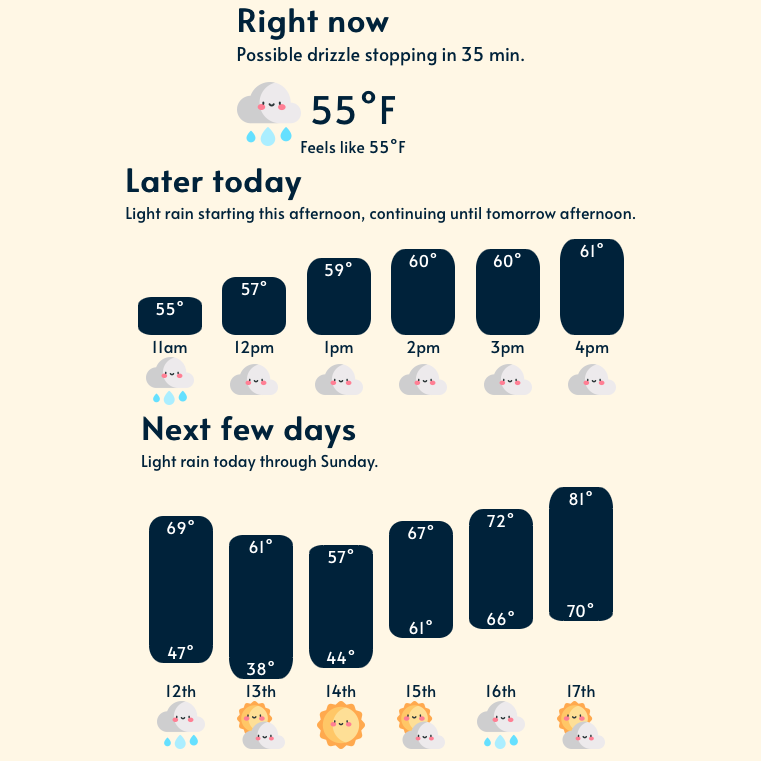 Right now
Possible drizzle stopping in 35 min.
55°F
Feels like 55°F
Later today
Light rain starting this afternoon, continuing until tomorrow afternoon.
55° 57° 59° 60° 60° 61°
11am 12pm 1pm 2pm 3pm 4pm
Next few days
Light rain today through Sunday.
69° 61° 57° 67° 72° 81°
47° 38° 44° 61° 66° 70°
12th 13th 14th 15th 16th 17th